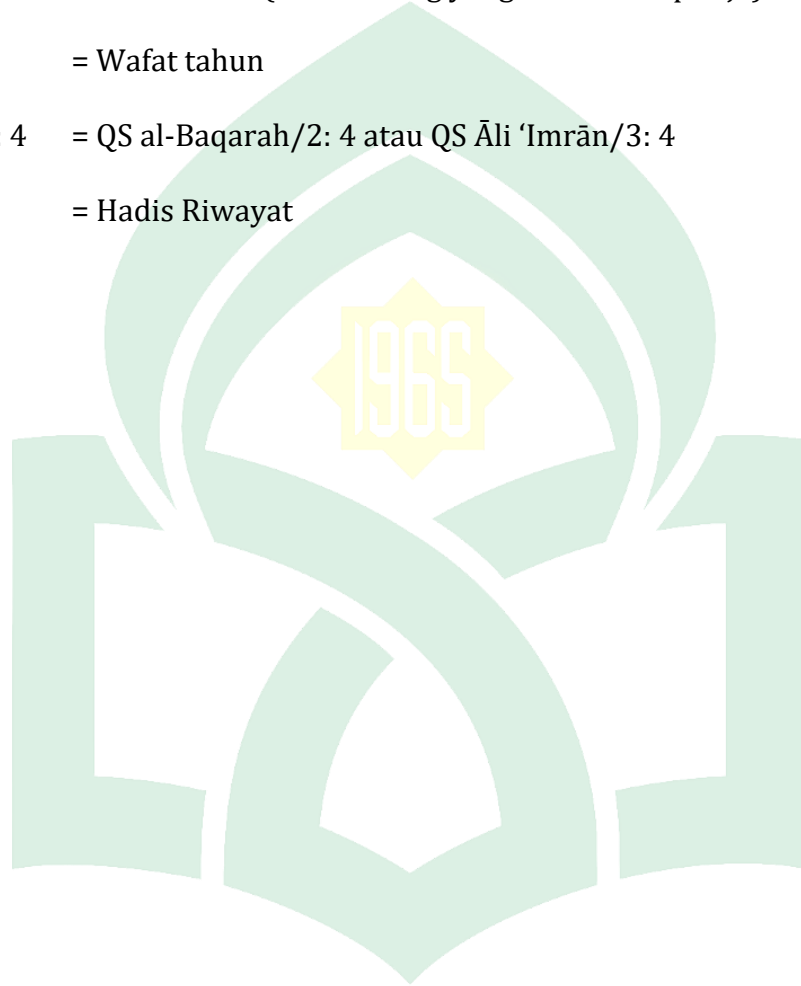 = Wafat tahun
4 = QS al-Baqarah/2: 4 atau QS Āli ‘Imrān/3: 4
= Hadis Riwayat
1965